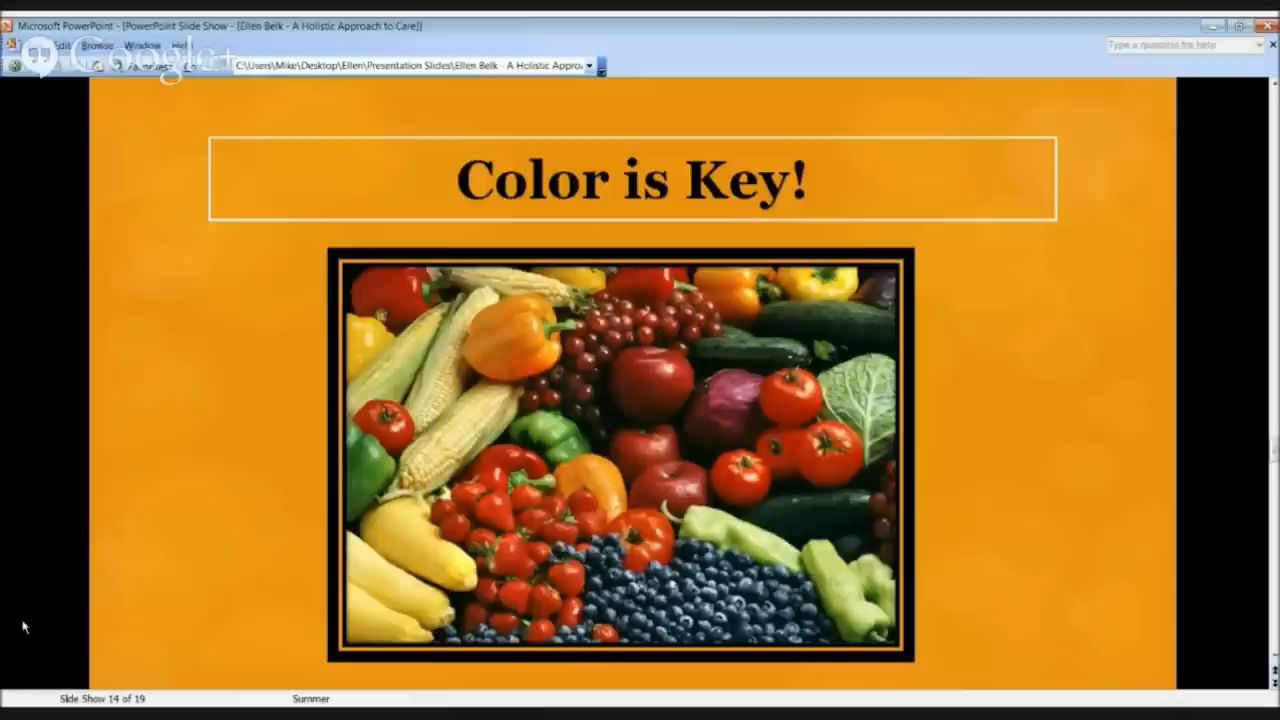 Microsoft PowerPoint - [PowerPoint Slide Show - [Ellen Belk - A Holistic Approach to Care]]
Edit Browse Window Help
Type a question for help
Google+
C:\Users\Mike\Desktop\Ellen\Presentation Slides\Ellen Belk - A Holistic Approa
Color is Key!
Slide Show 14 of 19
Summer